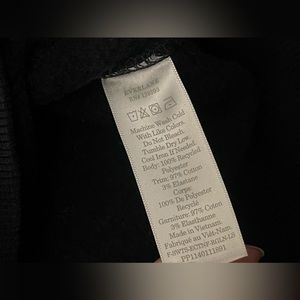 EVERLANE
Machine Wash Cold
With Like Colors.
Do Not Bleach.
Tumble Dry Low.
Cool Iron If Needed.
Body: 100% Recycled
Polyester
Trim: 97% Cotton
3% Elastane
Corps:
100% De Polyester
Recyclé
Garniture: 97% Coton
3% Elasthanne
Made in Vietnam.
Fabriqué au Viêt-Nam.
PP1140111891